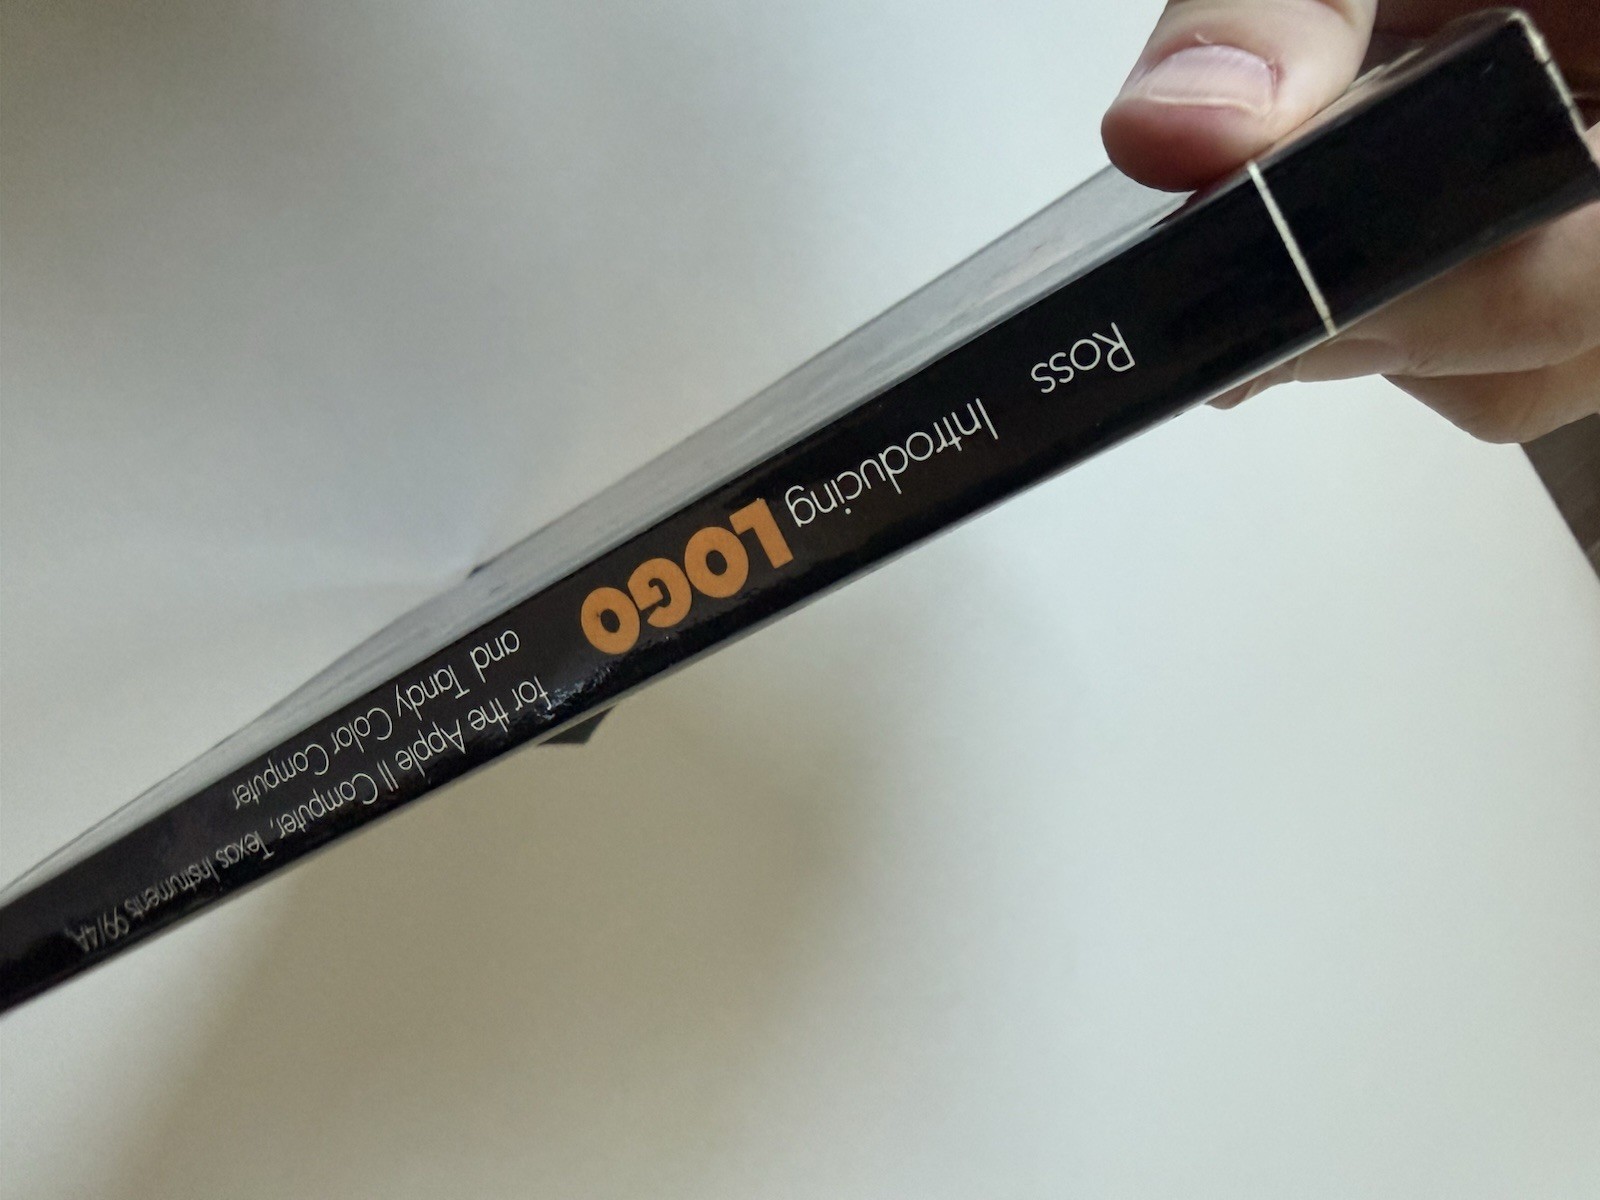 Ross
Introducing LOGO
for the Apple II Computer, Texas Instruments 99/4A,
and Tandy Color Computer